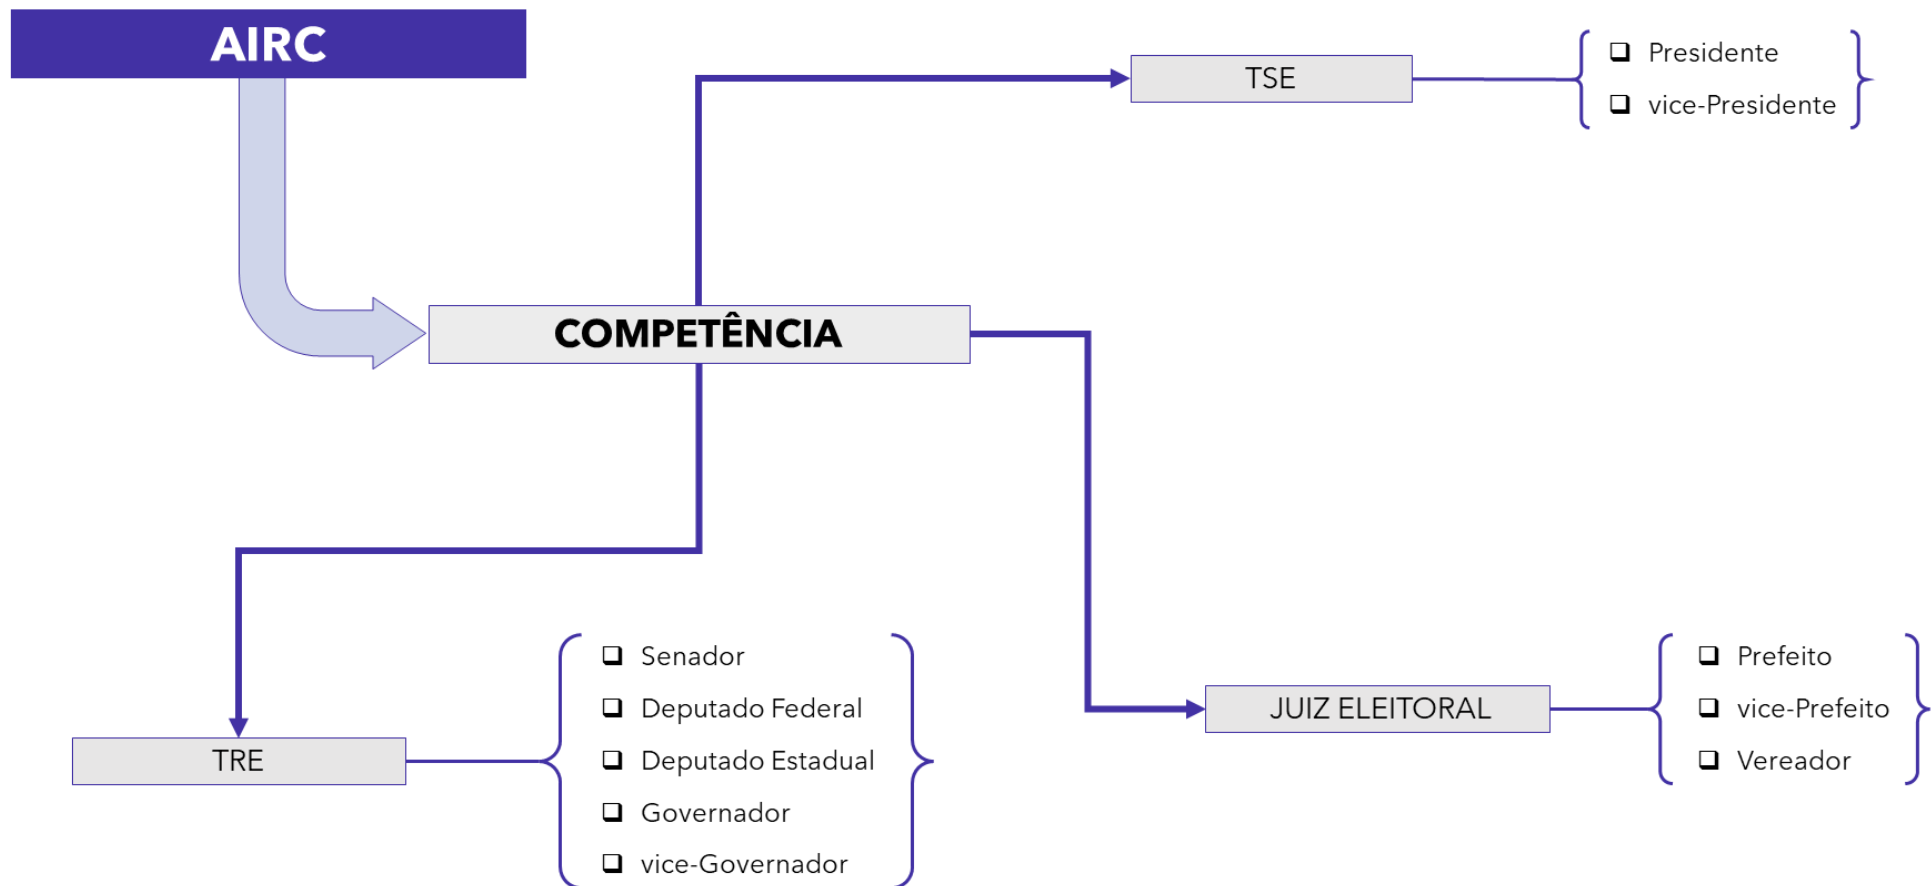 AIRC
TSE
Presidente
vice-Presidente
COMPETÊNCIA
TRE
Senador
Deputado Federal
Deputado Estadual
Governador
vice-Governador
JUIZ ELEITORAL
Prefeito
vice-Prefeito
Vereador